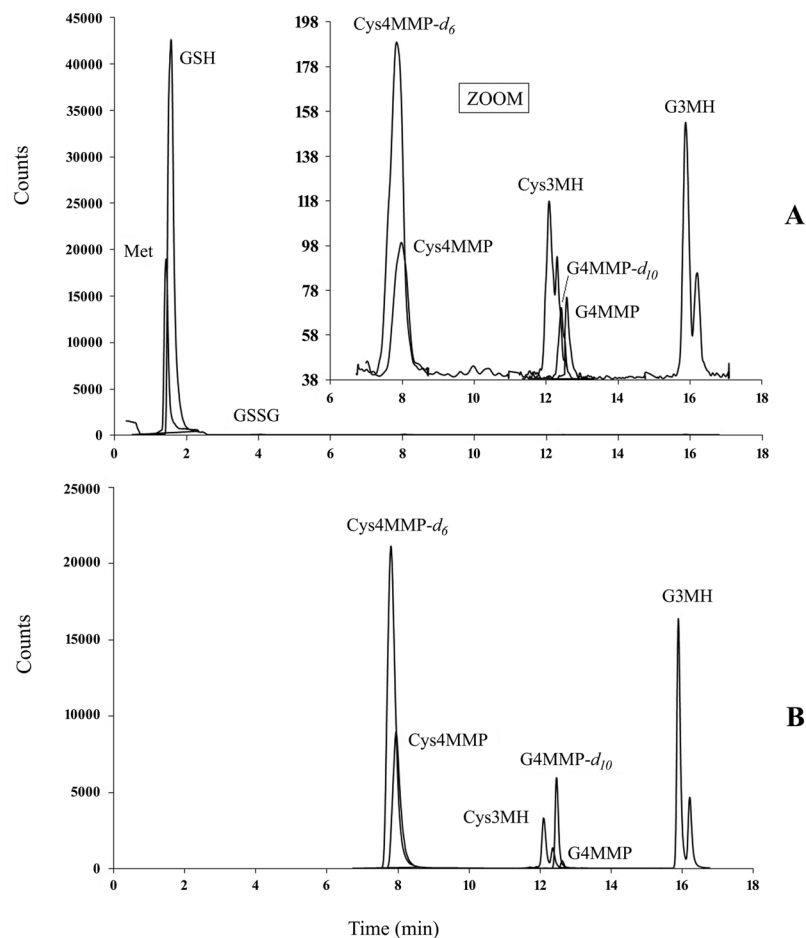 45000
40000
35000
30000
25000
20000
15000
10000
5000
0
Counts
GSH
Met
GSSG
0 2 4 6 8 10 12 14 16 18
198
178
158
138
118
98
78
58
38
Cys4MMP-d6
ZOOM
G3MH
Cys3MH
Cys4MMP
G4MMP-d10
G4MMP
6 8 10 12 14 16 18
A
25000
20000
15000
10000
5000
0
Counts
Cys4MMP-d6
G3MH
Cys4MMP
G4MMP-d10
Cys3MH
G4MMP
B
0 2 4 6 8 10 12 14 16 18
Time (min)